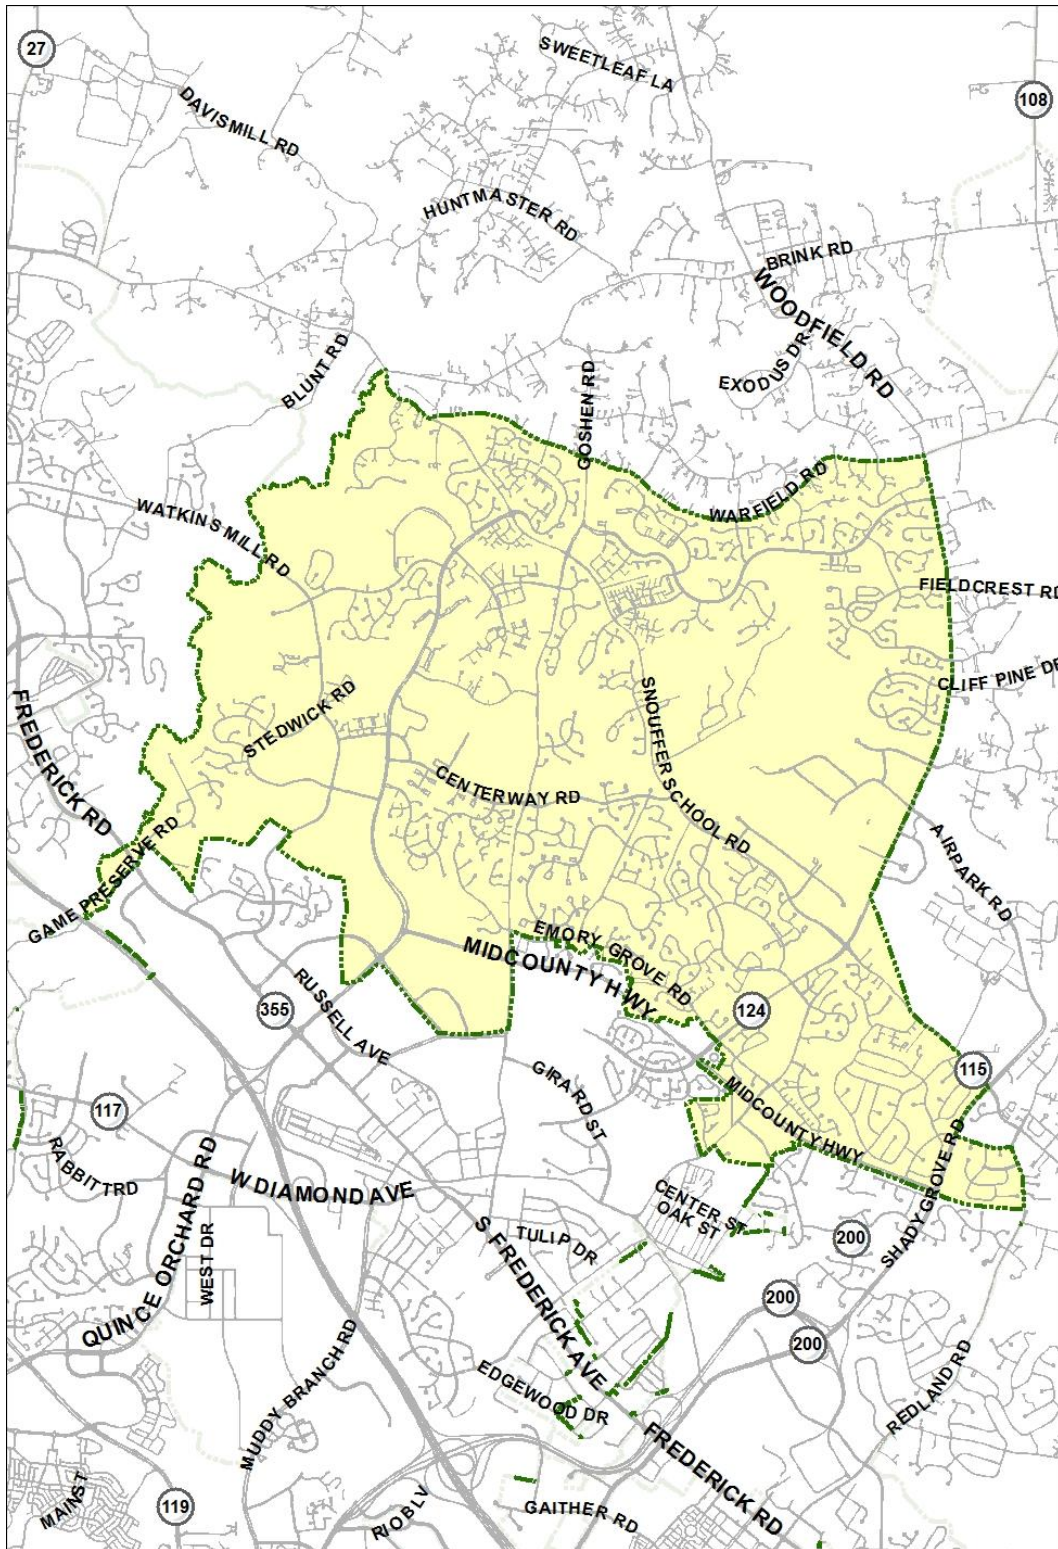 27
SWEETLEAF LA
108
DAVIS MILL RD
HUNTMASTER RD
BRINK RD
WOODFIELD RD
EXODUS DR
BLUNT RD
GOSHEN RD
WARFIELD RD
WATKINS MILL RD
FIELDCREST RD
CLIFF PINE DR
SNOUFFER SCHOOL RD
STEDWICK RD
FREDERICK RD
CENTERWAY RD
AIRPARK RD
GAME PRESERVE RD
EMORY GROVE RD
MIDCOUNTY HWY
RUSSELL AVE
355
124
GIRARD ST
115
MIDCOUNTY HWY
117
RABBITT RD
W DIAMOND AVE
QUINCE ORCHARD RD
WEST DR
CENTER ST
OAK ST
SHADY GROVE RD
TULIP DR
200
S FREDERICK AVE
200
200
MUDDY BRANCH RD
EDGEWOOD DR
REDLAND RD
FREDERICK RD
MAIN ST
119
RIO BLV
GAITHER RD